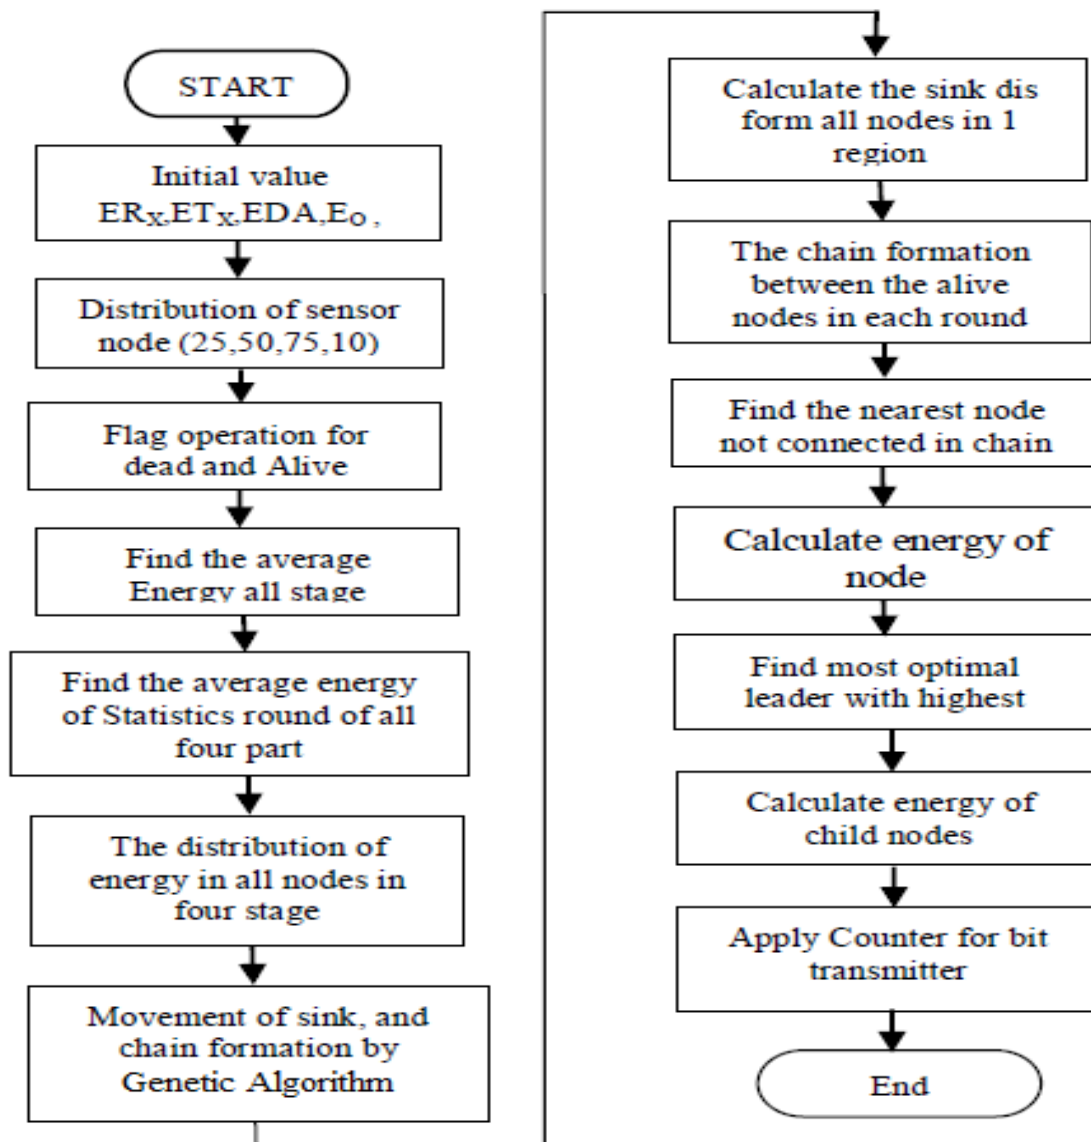 START
Initial value
ERX,ETX,EDA,EO ,
Distribution of sensor
node (25,50,75,10)
Flag operation for
dead and Alive
Find the average
Energy all stage
Find the average energy
of Statistics round of all
four part
The distribution of
energy in all nodes in
four stage
Movement of sink, and
chain formation by
Genetic Algorithm
Calculate the sink dis
form all nodes in 1
region
The chain formation
between the alive
nodes in each round
Find the nearest node
not connected in chain
Calculate energy of
node
Find most optimal
leader with highest
Calculate energy of
child nodes
Apply Counter for bit
transmitter
End